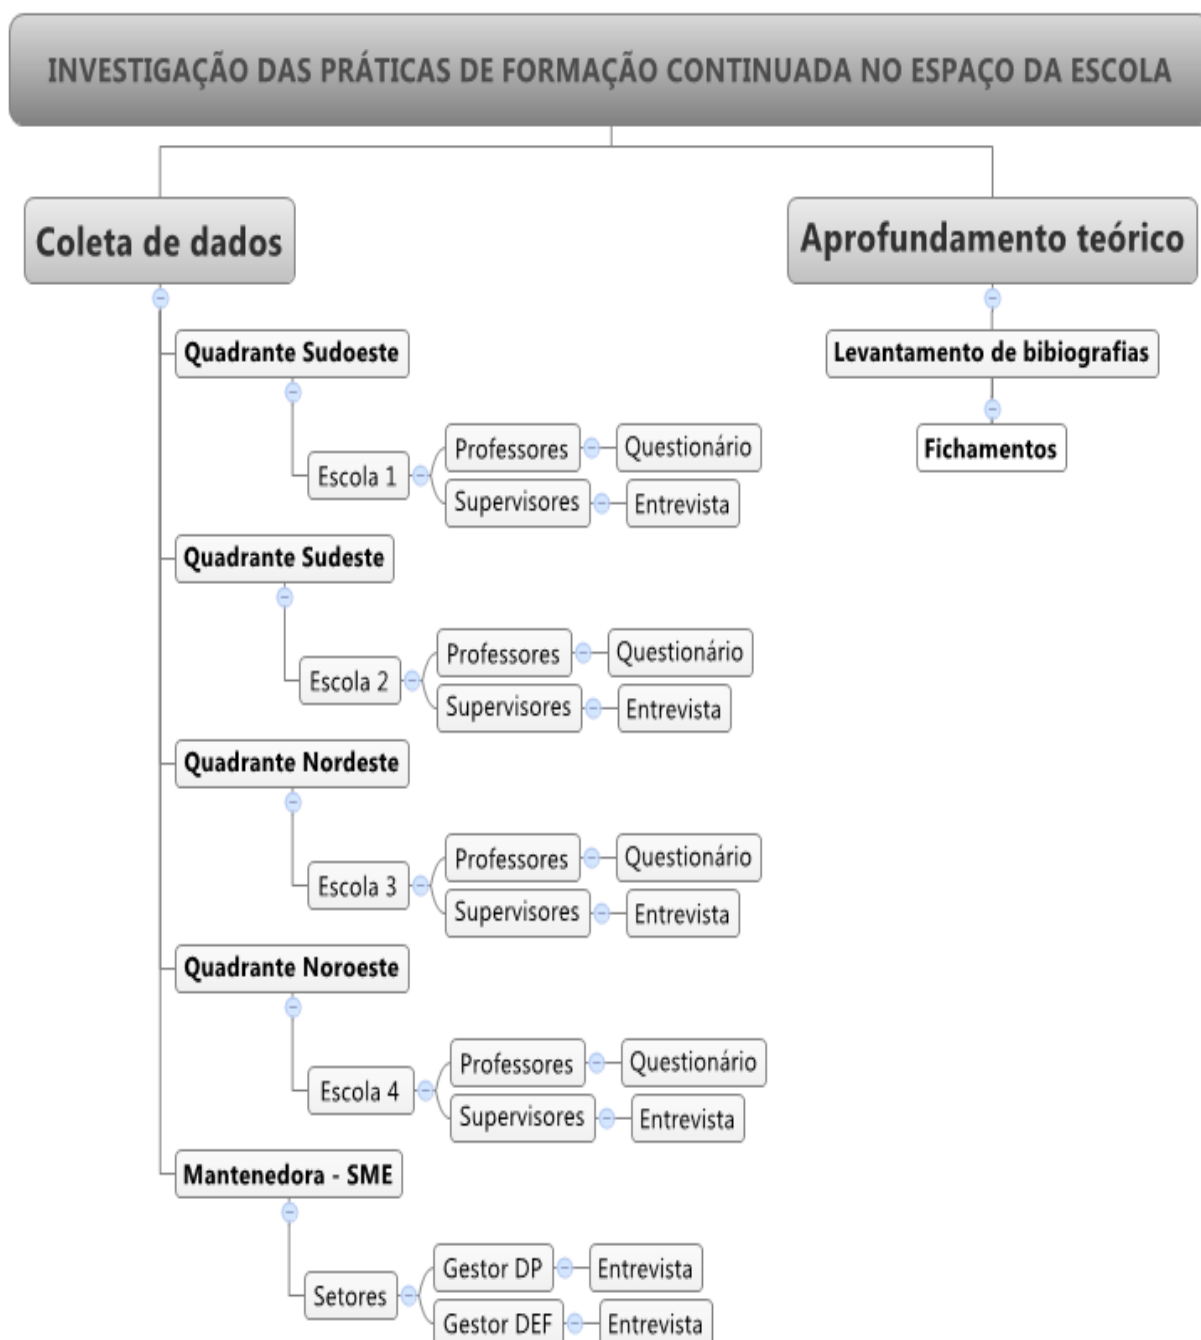 INVESTIGAÇÃO DAS PRÁTICAS DE FORMAÇÃO CONTINUADA NO ESPAÇO DA ESCOLA
Coleta de dados
Quadrante Sudoeste
Escola 1
Professores
Questionário
Supervisores
Entrevista
Quadrante Sudeste
Escola 2
Professores
Questionário
Supervisores
Entrevista
Quadrante Nordeste
Escola 3
Professores
Questionário
Supervisores
Entrevista
Quadrante Noroeste
Escola 4
Professores
Questionário
Supervisores
Entrevista
Mantenedora - SME
Setores
Gestor DP
Entrevista
Gestor DEF
Entrevista
Aprofundamento teórico
Levantamento de bibiografias
Fichamentos